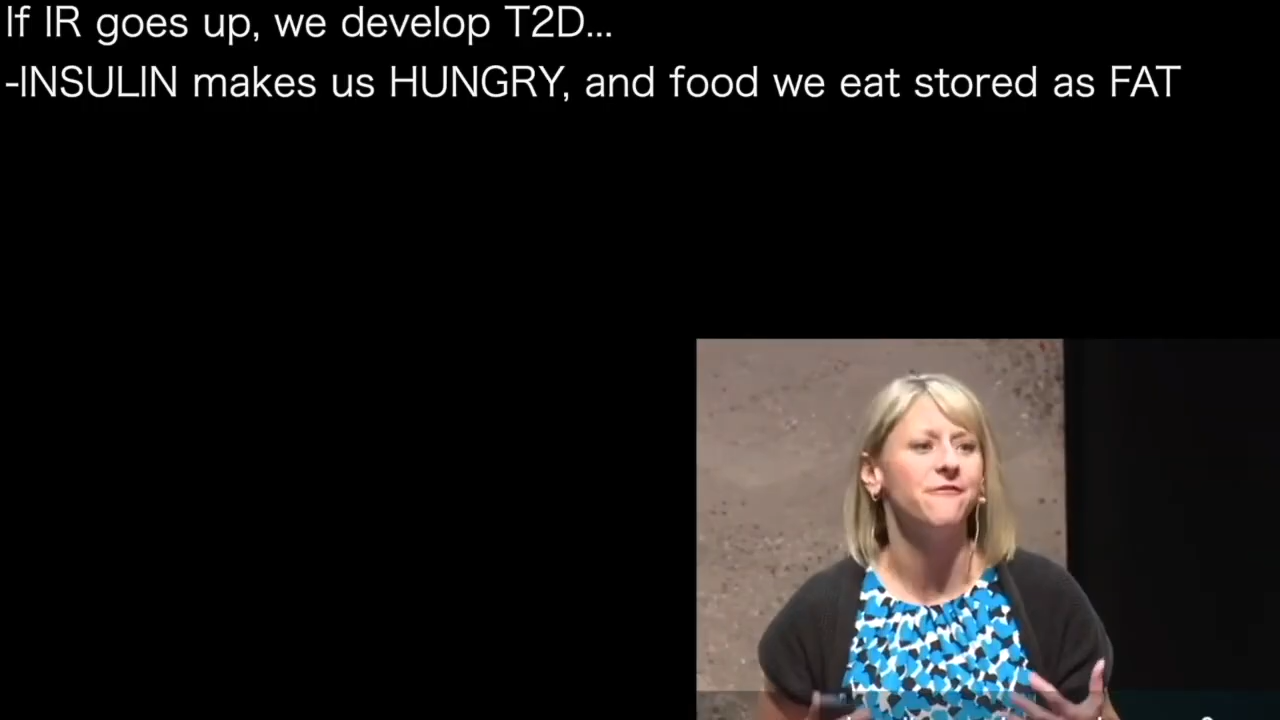 If IR goes up, we develop T2D...
-INSULIN makes us HUNGRY, and food we eat stored as FAT